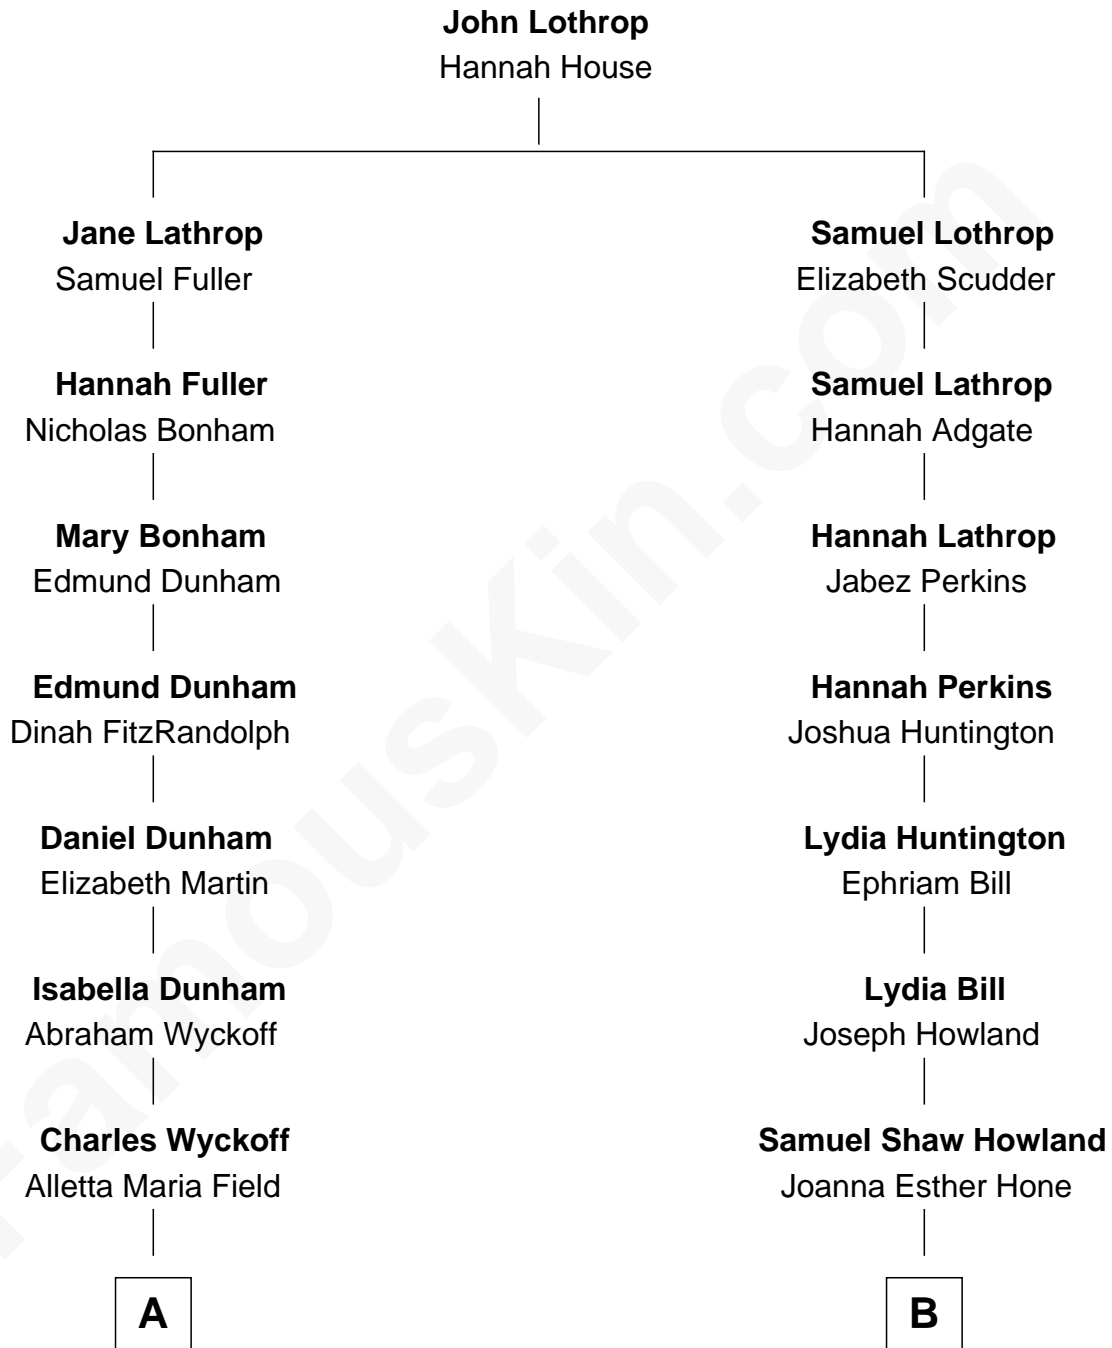 John Lothrop
Hannah House
Jane Lathrop
Samuel Fuller
Hannah Fuller
Nicholas Bonham
Mary Bonham
Edmund Dunham
Edmund Dunham
Dinah FitzRandolph
Daniel Dunham
Elizabeth Martin
Isabella Dunham
Abraham Wyckoff
Charles Wyckoff
Alletta Maria Field
A
Samuel Lothrop
Elizabeth Scudder
Samuel Lathrop
Hannah Adgate
Hannah Lathrop
Jabez Perkins
Hannah Perkins
Joshua Huntington
Lydia Huntington
Ephriam Bill
Lydia Bill
Joseph Howland
Samuel Shaw Howland
Joanna Esther Hone
B
FamousKin.com